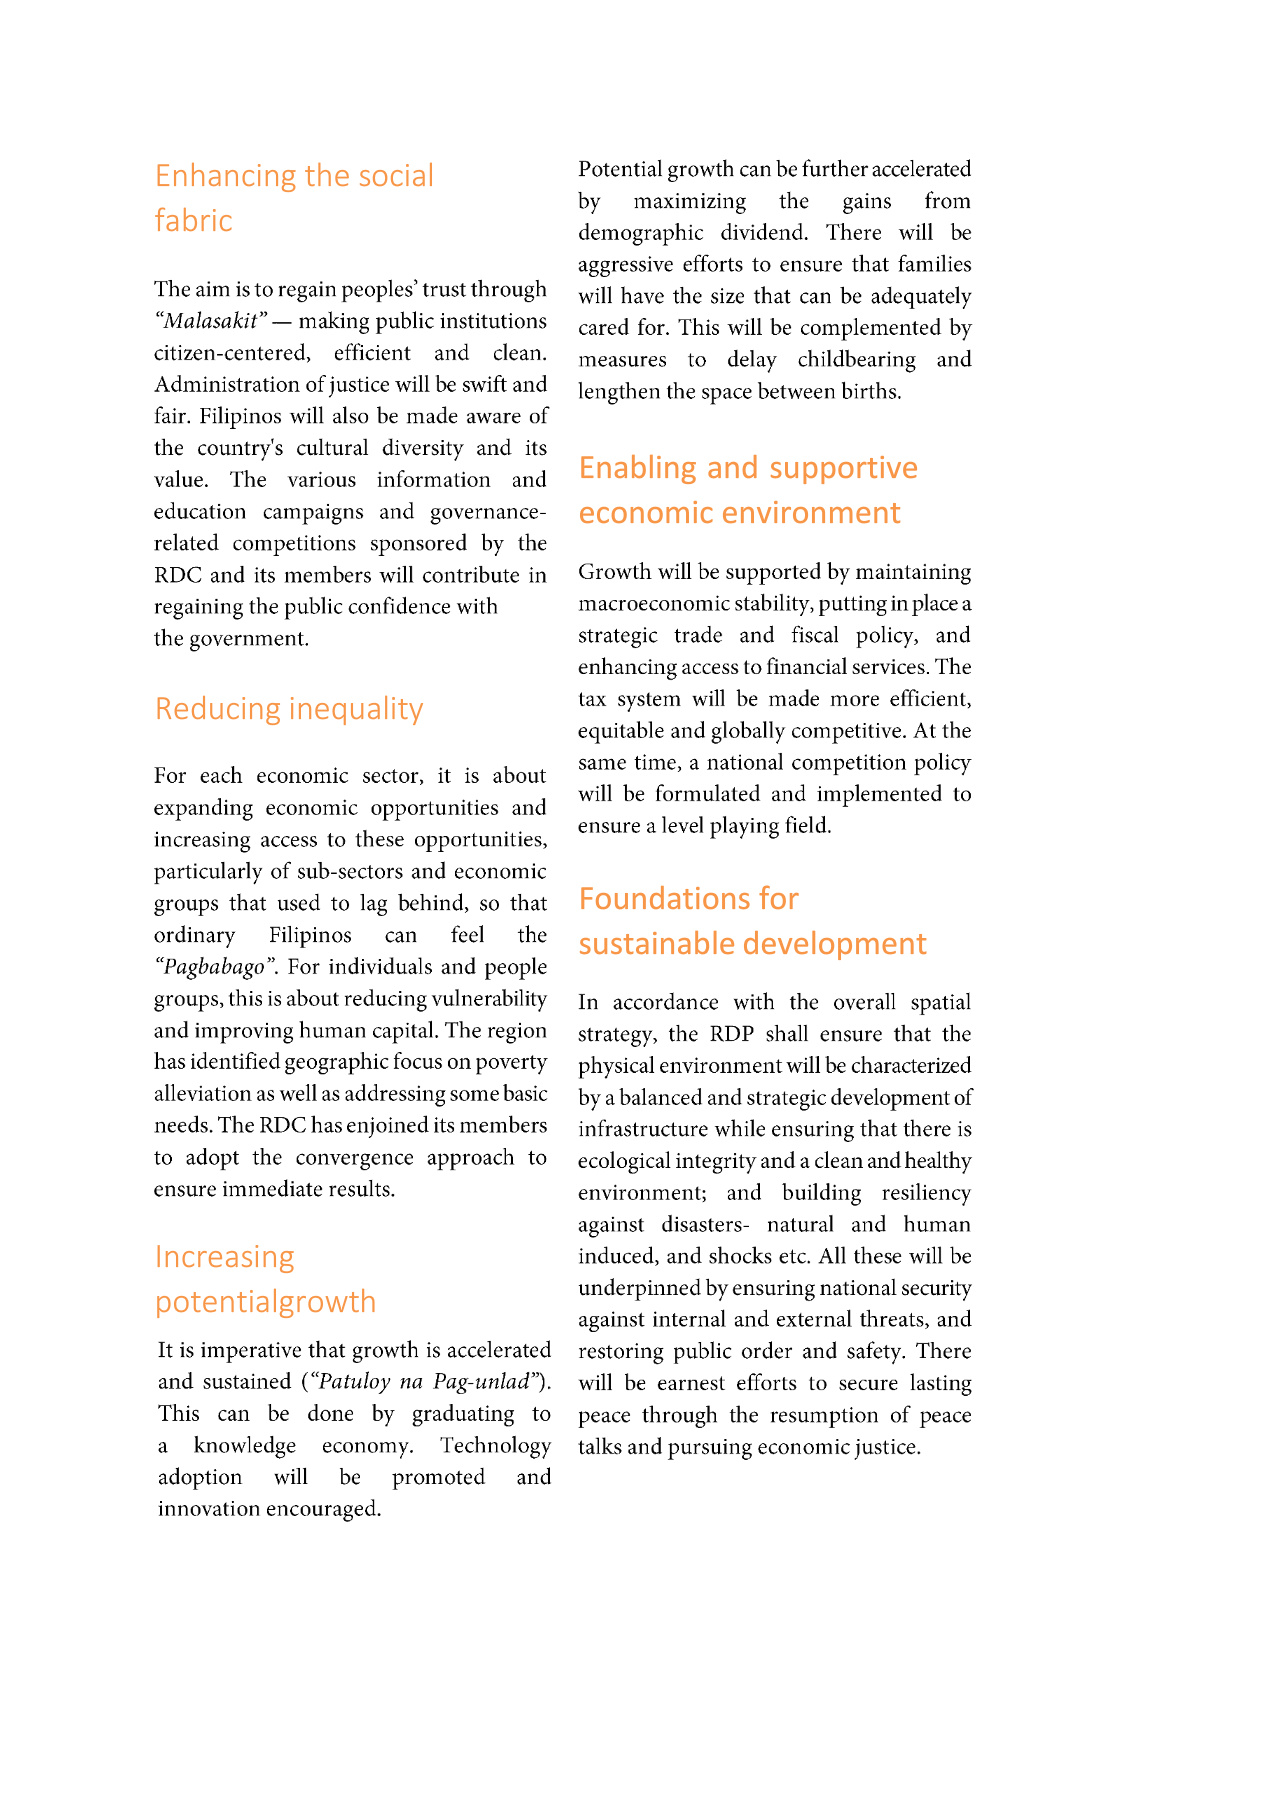 Enhancing the social
fabric
The aim is to regain peoples’ trust through
“Malasakit” — making public institutions
citizen-centered, efficient and clean.
Administration of justice will be swift and
fair. Filipinos will also be made aware of
the country's cultural diversity and its
value. The various information and
education campaigns and governance-
related competitions sponsored by the
RDC and its members will contribute in
regaining the public confidence with
the government.
Reducing inequality
For each economic sector, it is about
expanding economic opportunities and
increasing access to these opportunities,
particularly of sub-sectors and economic
groups that used to lag behind, so that
ordinary Filipinos can feel the
“Pagbabago”. For individuals and people
groups, this is about reducing vulnerability
and improving human capital. The region
has identified geographic focus on poverty
alleviation as well as addressing some basic
needs. The RDC has enjoined its members
to adopt the convergence approach to
ensure immediate results.
Increasing
potentialgrowth
It is imperative that growth is accelerated
and sustained (“Patuloy na Pag-unlad”).
This can be done by graduating to
a knowledge economy. Technology
adoption will be promoted and
innovation encouraged.
Potential growth can be further accelerated
by maximizing the gains from
demographic dividend. There will be
aggressive efforts to ensure that families
will have the size that can be adequately
cared for. This will be complemented by
measures to delay childbearing and
lengthen the space between births.
Enabling and supportive
economic environment
Growth will be supported by maintaining
macroeconomic stability, putting in place a
strategic trade and fiscal policy, and
enhancing access to financial services. The
tax system will be made more efficient,
equitable and globally competitive. At the
same time, a national competition policy
will be formulated and implemented to
ensure a level playing field.
Foundations for
sustainable development
In accordance with the overall spatial
strategy, the RDP shall ensure that the
physical environment will be characterized
by a balanced and strategic development of
infrastructure while ensuring that there is
ecological integrity and a clean and healthy
environment; and building resiliency
against disasters- natural and human
induced, and shocks etc. All these will be
underpinned by ensuring national security
against internal and external threats, and
restoring public order and safety. There
will be earnest efforts to secure lasting
peace through the resumption of peace
talks and pursuing economic justice.